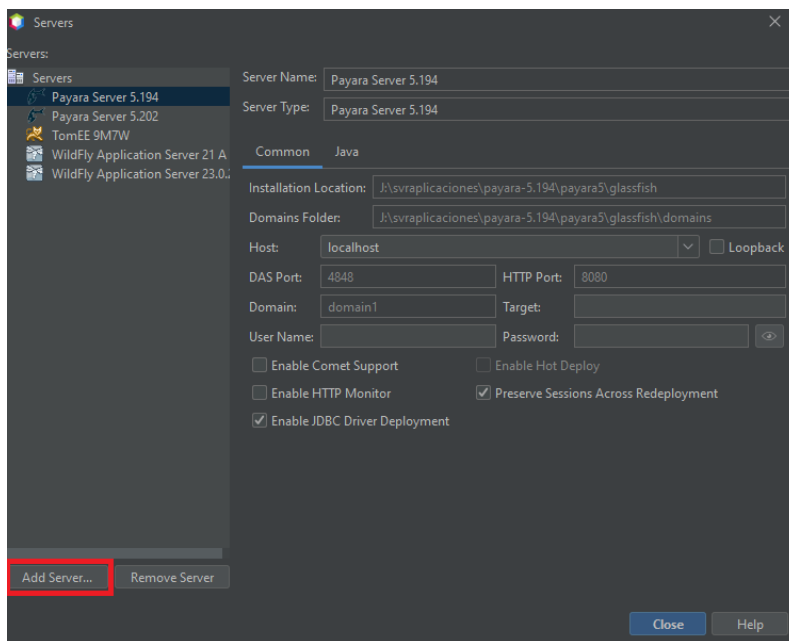 Servers
Servers:
Servers
Payara Server 5.194
Payara Server 5.202
TomEE 9M7W
WildFly Application Server 21 A
WildFly Application Server 23.0.2
Add Server...
Remove Server
Server Name: Payara Server 5.194
Server Type: Payara Server 5.194
Common Java
Installation Location: J:\svraplicaciones\payara-5.194\payara5\glassfish
Domains Folder: J:\svraplicaciones\payara-5.194\payara5\glassfish\domains
Host: localhost Loopback
DAS Port: 4848 HTTP Port: 8080
Domain: domain1 Target:
User Name: Password:
Enable Comet Support Enable Hot Deploy
Enable HTTP Monitor Preserve Sessions Across Redeployment
Enable JDBC Driver Deployment
Close Help